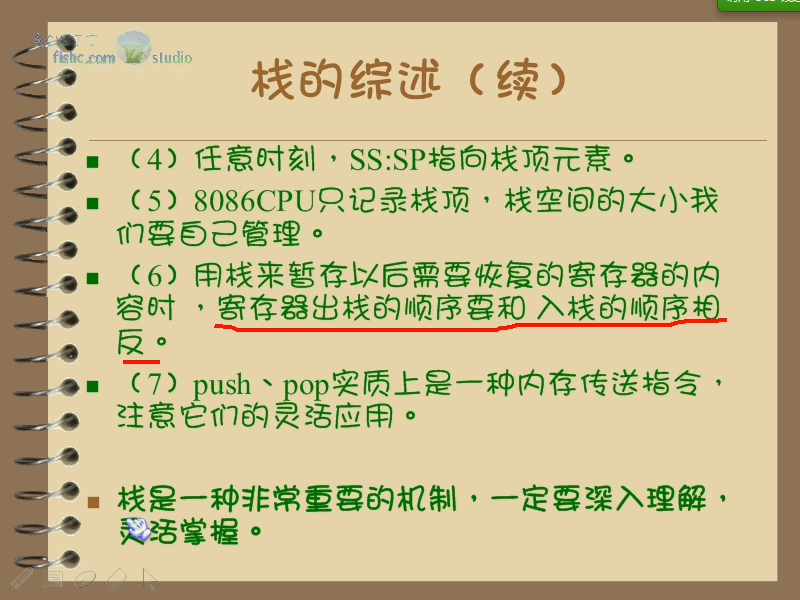 fishc.com studio
栈的综述（续）
（4）任意时刻，SS:SP指向栈顶元素。
（5）8086CPU只记录栈顶，栈空间的大小我
们要自己管理。
（6）用栈来暂存以后需要恢复的寄存器的内
容时 ，寄存器出栈的顺序要和 入栈的顺序相
反。
（7）push、pop实质上是一种内存传送指令，
注意它们的灵活应用。
栈是一种非常重要的机制，一定要深入理解，
灵活掌握。